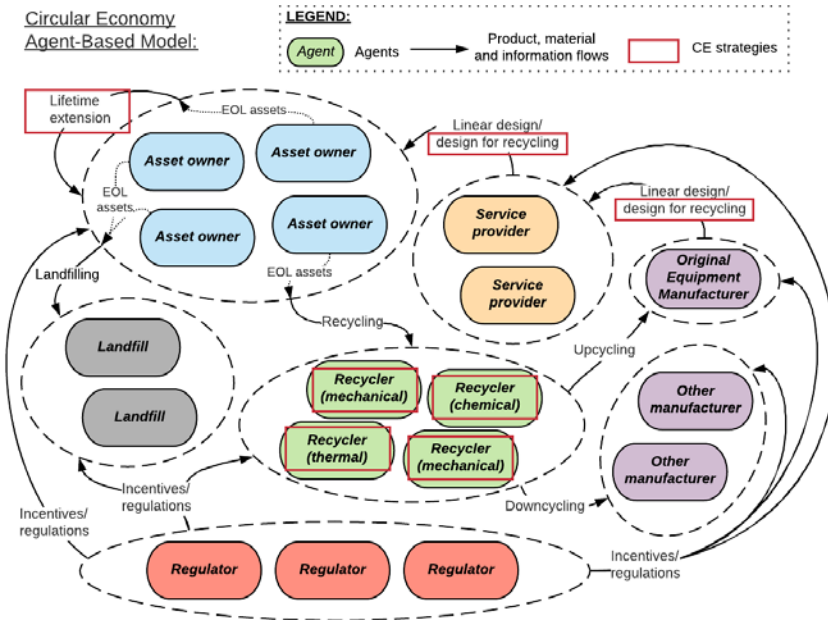 Circular Economy
Agent-Based Model:
LEGEND:
Agent
Agents
Product, material
and information flows
CE strategies
Lifetime
extension
EOL assets
Asset owner
Asset owner
EOL
assets
Asset owner
Asset owner
EOL assets
Linear design/
design for recycling
Service
provider
Service
provider
Linear design/
design for recycling
Original
Equipment
Manufacturer
Landfilling
Recycling
Landfill
Landfill
Upcycling
Recycler
(mechanical)
Recycler
(chemical)
Recycler
(thermal)
Recycler
(mechanical)
Other
manufacturer
Other
manufacturer
Downcycling
Incentives/
regulations
Incentives/
regulations
Regulator
Regulator
Regulator
Incentives/
regulations